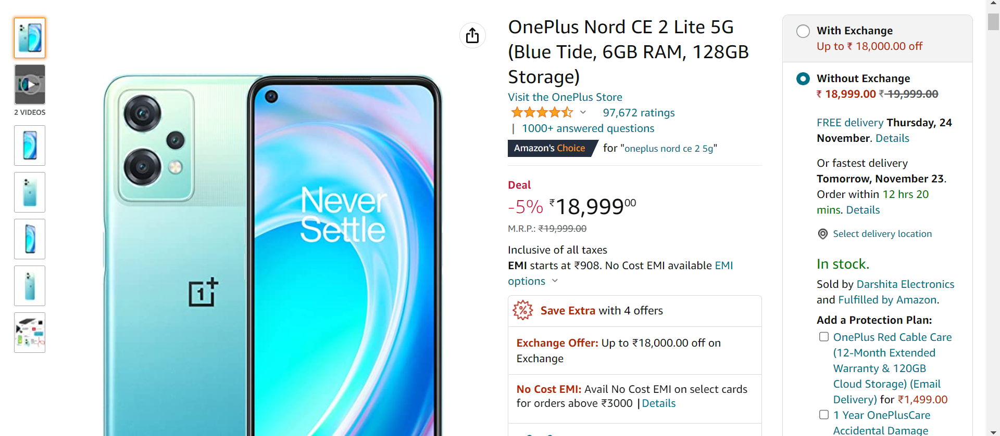 2 VIDEOS
Never
Settle
1+
OnePlus Nord CE 2 Lite 5G
(Blue Tide, 6GB RAM, 128GB
Storage)
Visit the OnePlus Store
97,672 ratings
| 1000+ answered questions
Amazon's Choice for "oneplus nord ce 2 5g"
Deal
-5% ₹18,99900
M.R.P.: ₹19,999.00
Inclusive of all taxes
EMI starts at ₹908. No Cost EMI available EMI
options
% Save Extra with 4 offers
Exchange Offer: Up to ₹18,000.00 off on
Exchange
No Cost EMI: Avail No Cost EMI on select cards
for orders above ₹3000 | Details
With Exchange
Up to ₹ 18,000.00 off
Without Exchange
₹ 18,999.00 ₹ 19,999.00
FREE delivery Thursday, 24
November. Details
Or fastest delivery
Tomorrow, November 23.
Order within 12 hrs 20
mins. Details
Select delivery location
In stock.
Sold by Darshita Electronics
and Fulfilled by Amazon.
Add a Protection Plan:
OnePlus Red Cable Care
(12-Month Extended
Warranty & 120GB
Cloud Storage) (Email
Delivery) for ₹1,499.00
1 Year OnePlusCare
Accidental Damage